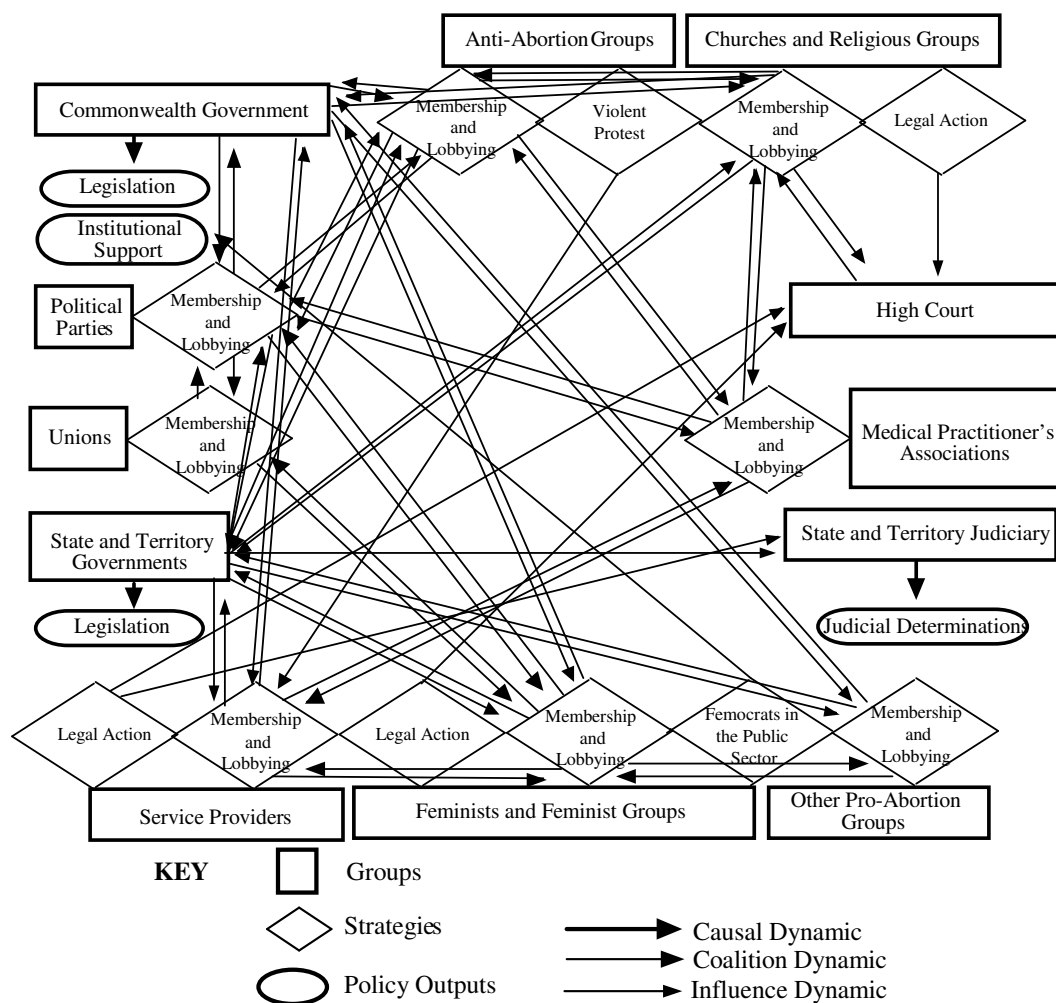 Anti-Abortion Groups
Churches and Religious Groups
Commonwealth Government
Membership
and
Lobbying
Violent
Protest
Membership
and
Lobbying
Legal Action
Legislation
Institutional
Support
Political
Parties
Membership
and
Lobbying
High Court
Unions
Membership
and
Lobbying
Membership
and
Lobbying
Medical Practitioner's
Associations
State and Territory
Governments
State and Territory Judiciary
Legislation
Judicial Determinations
Legal Action
Membership
and
Lobbying
Legal Action
Membership
and
Lobbying
Femocrats in
the Public
Sector
Membership
and
Lobbying
Service Providers
Feminists and Feminist Groups
Other Pro-Abortion
Groups
KEY
Groups
Strategies
Policy Outputs
Causal Dynamic
Coalition Dynamic
Influence Dynamic